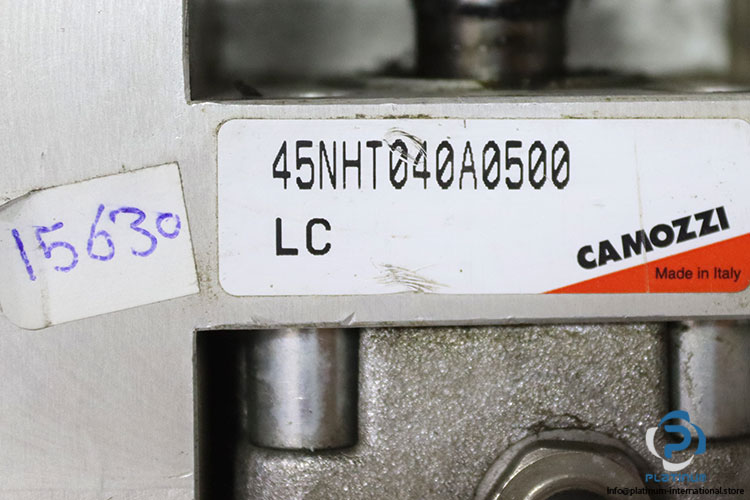 45NHT040A0500
LC
CAMOZZI
Made in Italy
15630
PLATINUM
info@platinum-international.store